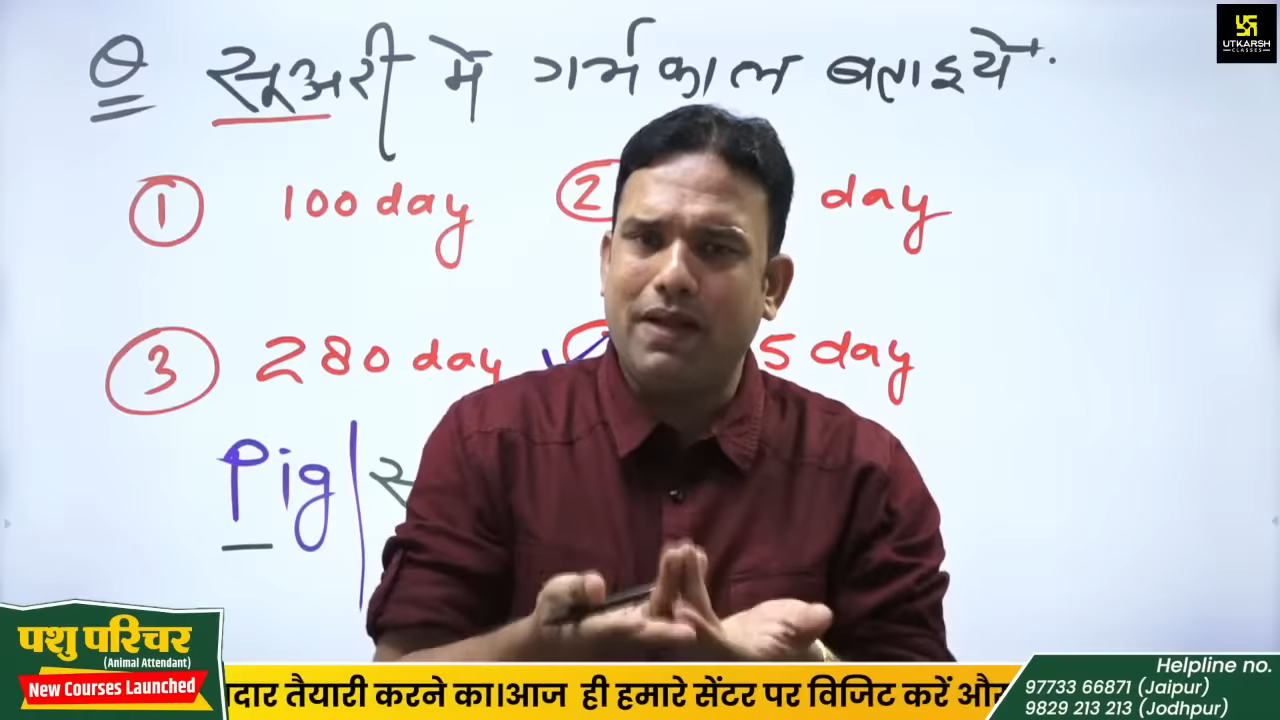 UTKARSH
CLASSES
Q सूअरी में गर्भकाल बताइये.
① 100 day ② day
③ 280 day 5 day
Pig |
पशु परिचर
(Animal Attendant)
New Courses Launched
दार तैयारी करने का।आज ही हमारे सेंटर पर विजिट करें और
Helpline no.
97733 66871 (Jaipur)
9829 213 213 (Jodhpur)